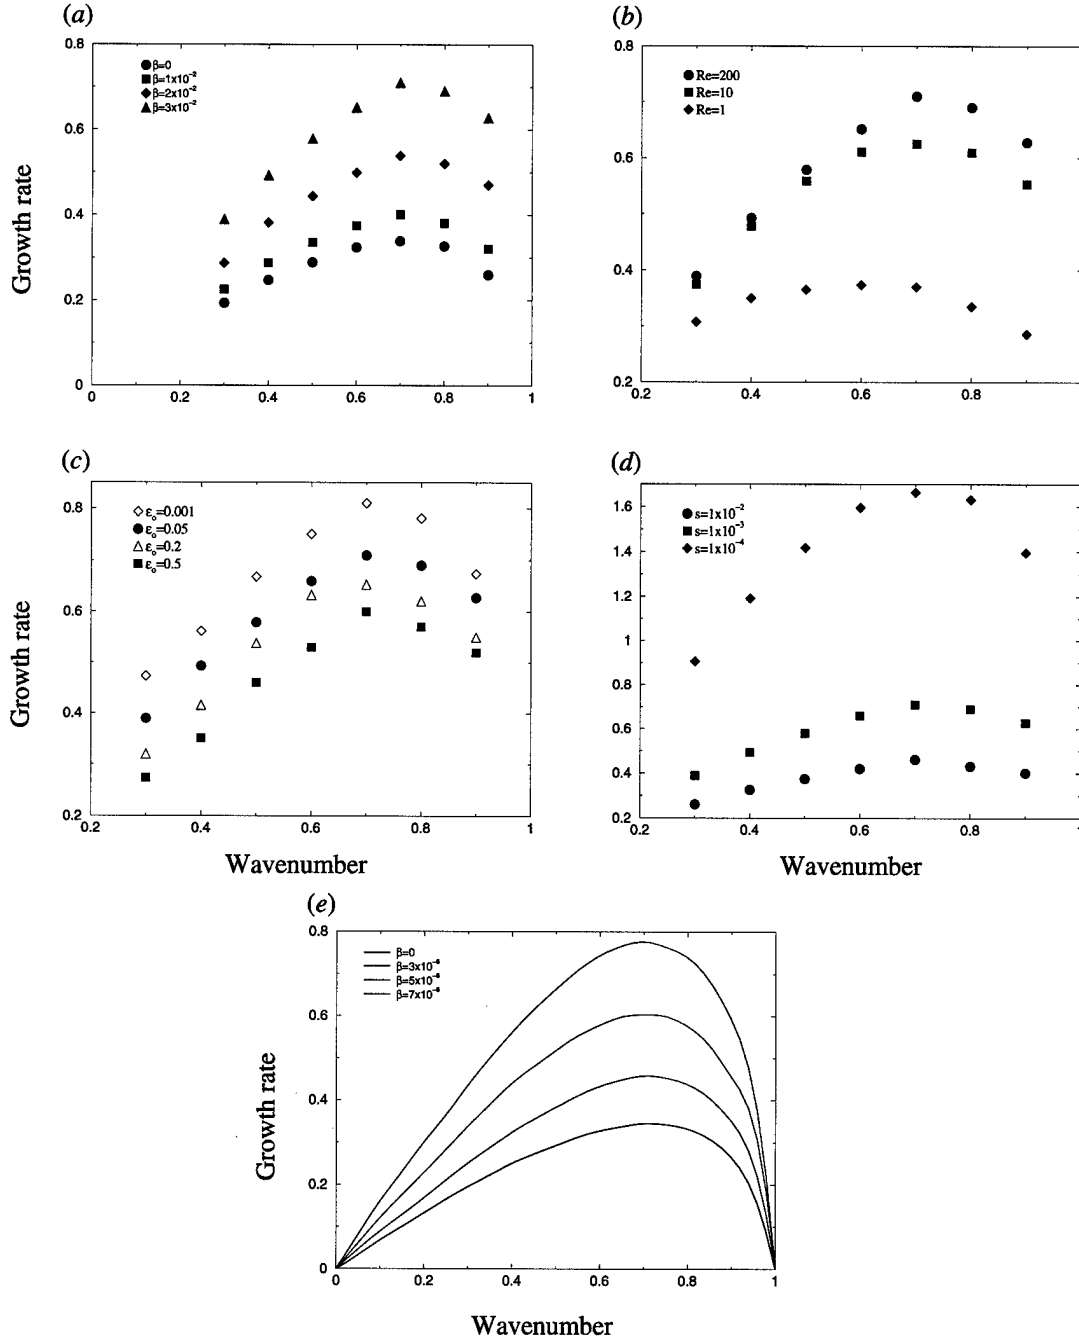 (a)
0.8
0.6
0.4
0.2
0
0
0.2
0.4
0.6
0.8
1
β=0
β=1x10⁻²
β=2x10⁻²
β=3x10⁻²
Growth rate
(b)
0.8
0.6
0.4
0.2
0.2
0.4
0.6
0.8
Re=200
Re=10
Re=1
(c)
0.8
0.6
0.4
0.2
0.2
0.4
0.6
0.8
1
ε₀=0.001
ε₀=0.05
ε₀=0.2
ε₀=0.5
Growth rate
Wavenumber
(d)
1.6
1.4
1.2
1
0.8
0.6
0.4
0.2
0.2
0.4
0.6
0.8
1
s=1x10⁻²
s=1x10⁻³
s=1x10⁻⁴
Wavenumber
(e)
0.8
0.6
0.4
0.2
0
0
0.2
0.4
0.6
0.8
1
β=0
Growth rate
Wavenumber